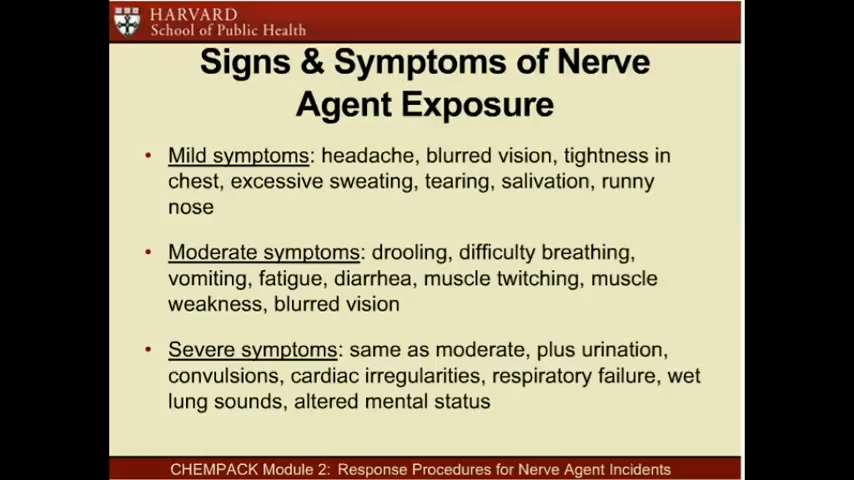 HARVARD
School of Public Health
Signs & Symptoms of Nerve
Agent Exposure
• Mild symptoms: headache, blurred vision, tightness in
chest, excessive sweating, tearing, salivation, runny
nose
• Moderate symptoms: drooling, difficulty breathing,
vomiting, fatigue, diarrhea, muscle twitching, muscle
weakness, blurred vision
• Severe symptoms: same as moderate, plus urination,
convulsions, cardiac irregularities, respiratory failure, wet
lung sounds, altered mental status
CHEMPACK Module 2: Response Procedures for Nerve Agent Incidents